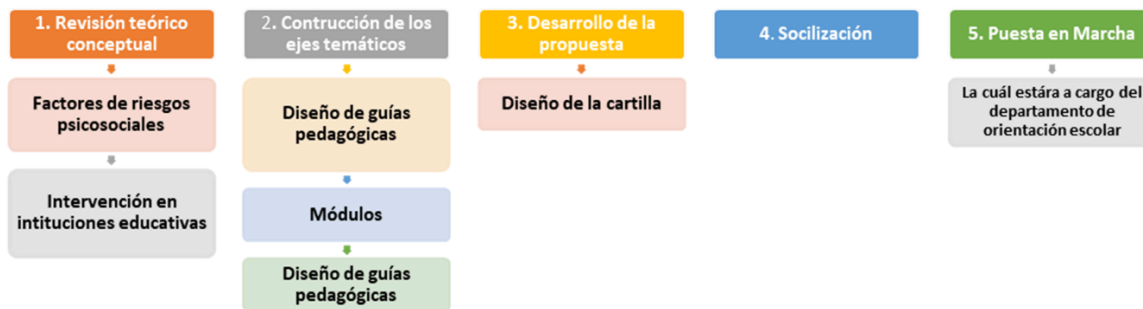 1. Revisión teórico
conceptual
Factores de riesgos
psicosociales
Intervención en
intituciones educativas
2. Contrucción de los
ejes temáticos
Diseño de guías
pedagógicas
Módulos
Diseño de guías
pedagógicas
3. Desarrollo de la
propuesta
Diseño de la cartilla
4. Socilización
5. Puesta en Marcha
La cuál estára a cargo del
departamento de
orientación escolar